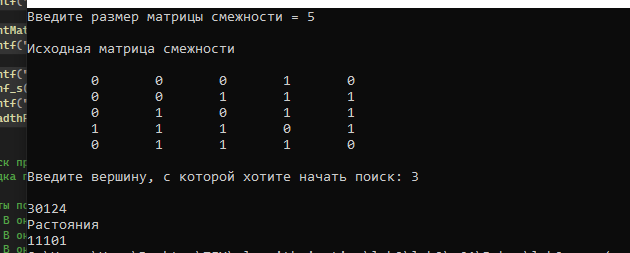 Введите размер матрицы смежности = 5
Исходная матрица смежности
0 0 0 1 0
0 0 1 1 1
0 1 0 1 1
1 1 1 0 1
0 1 1 1 0
Введите вершину, с которой хотите начать поиск: 3
30124
Растояния
11101